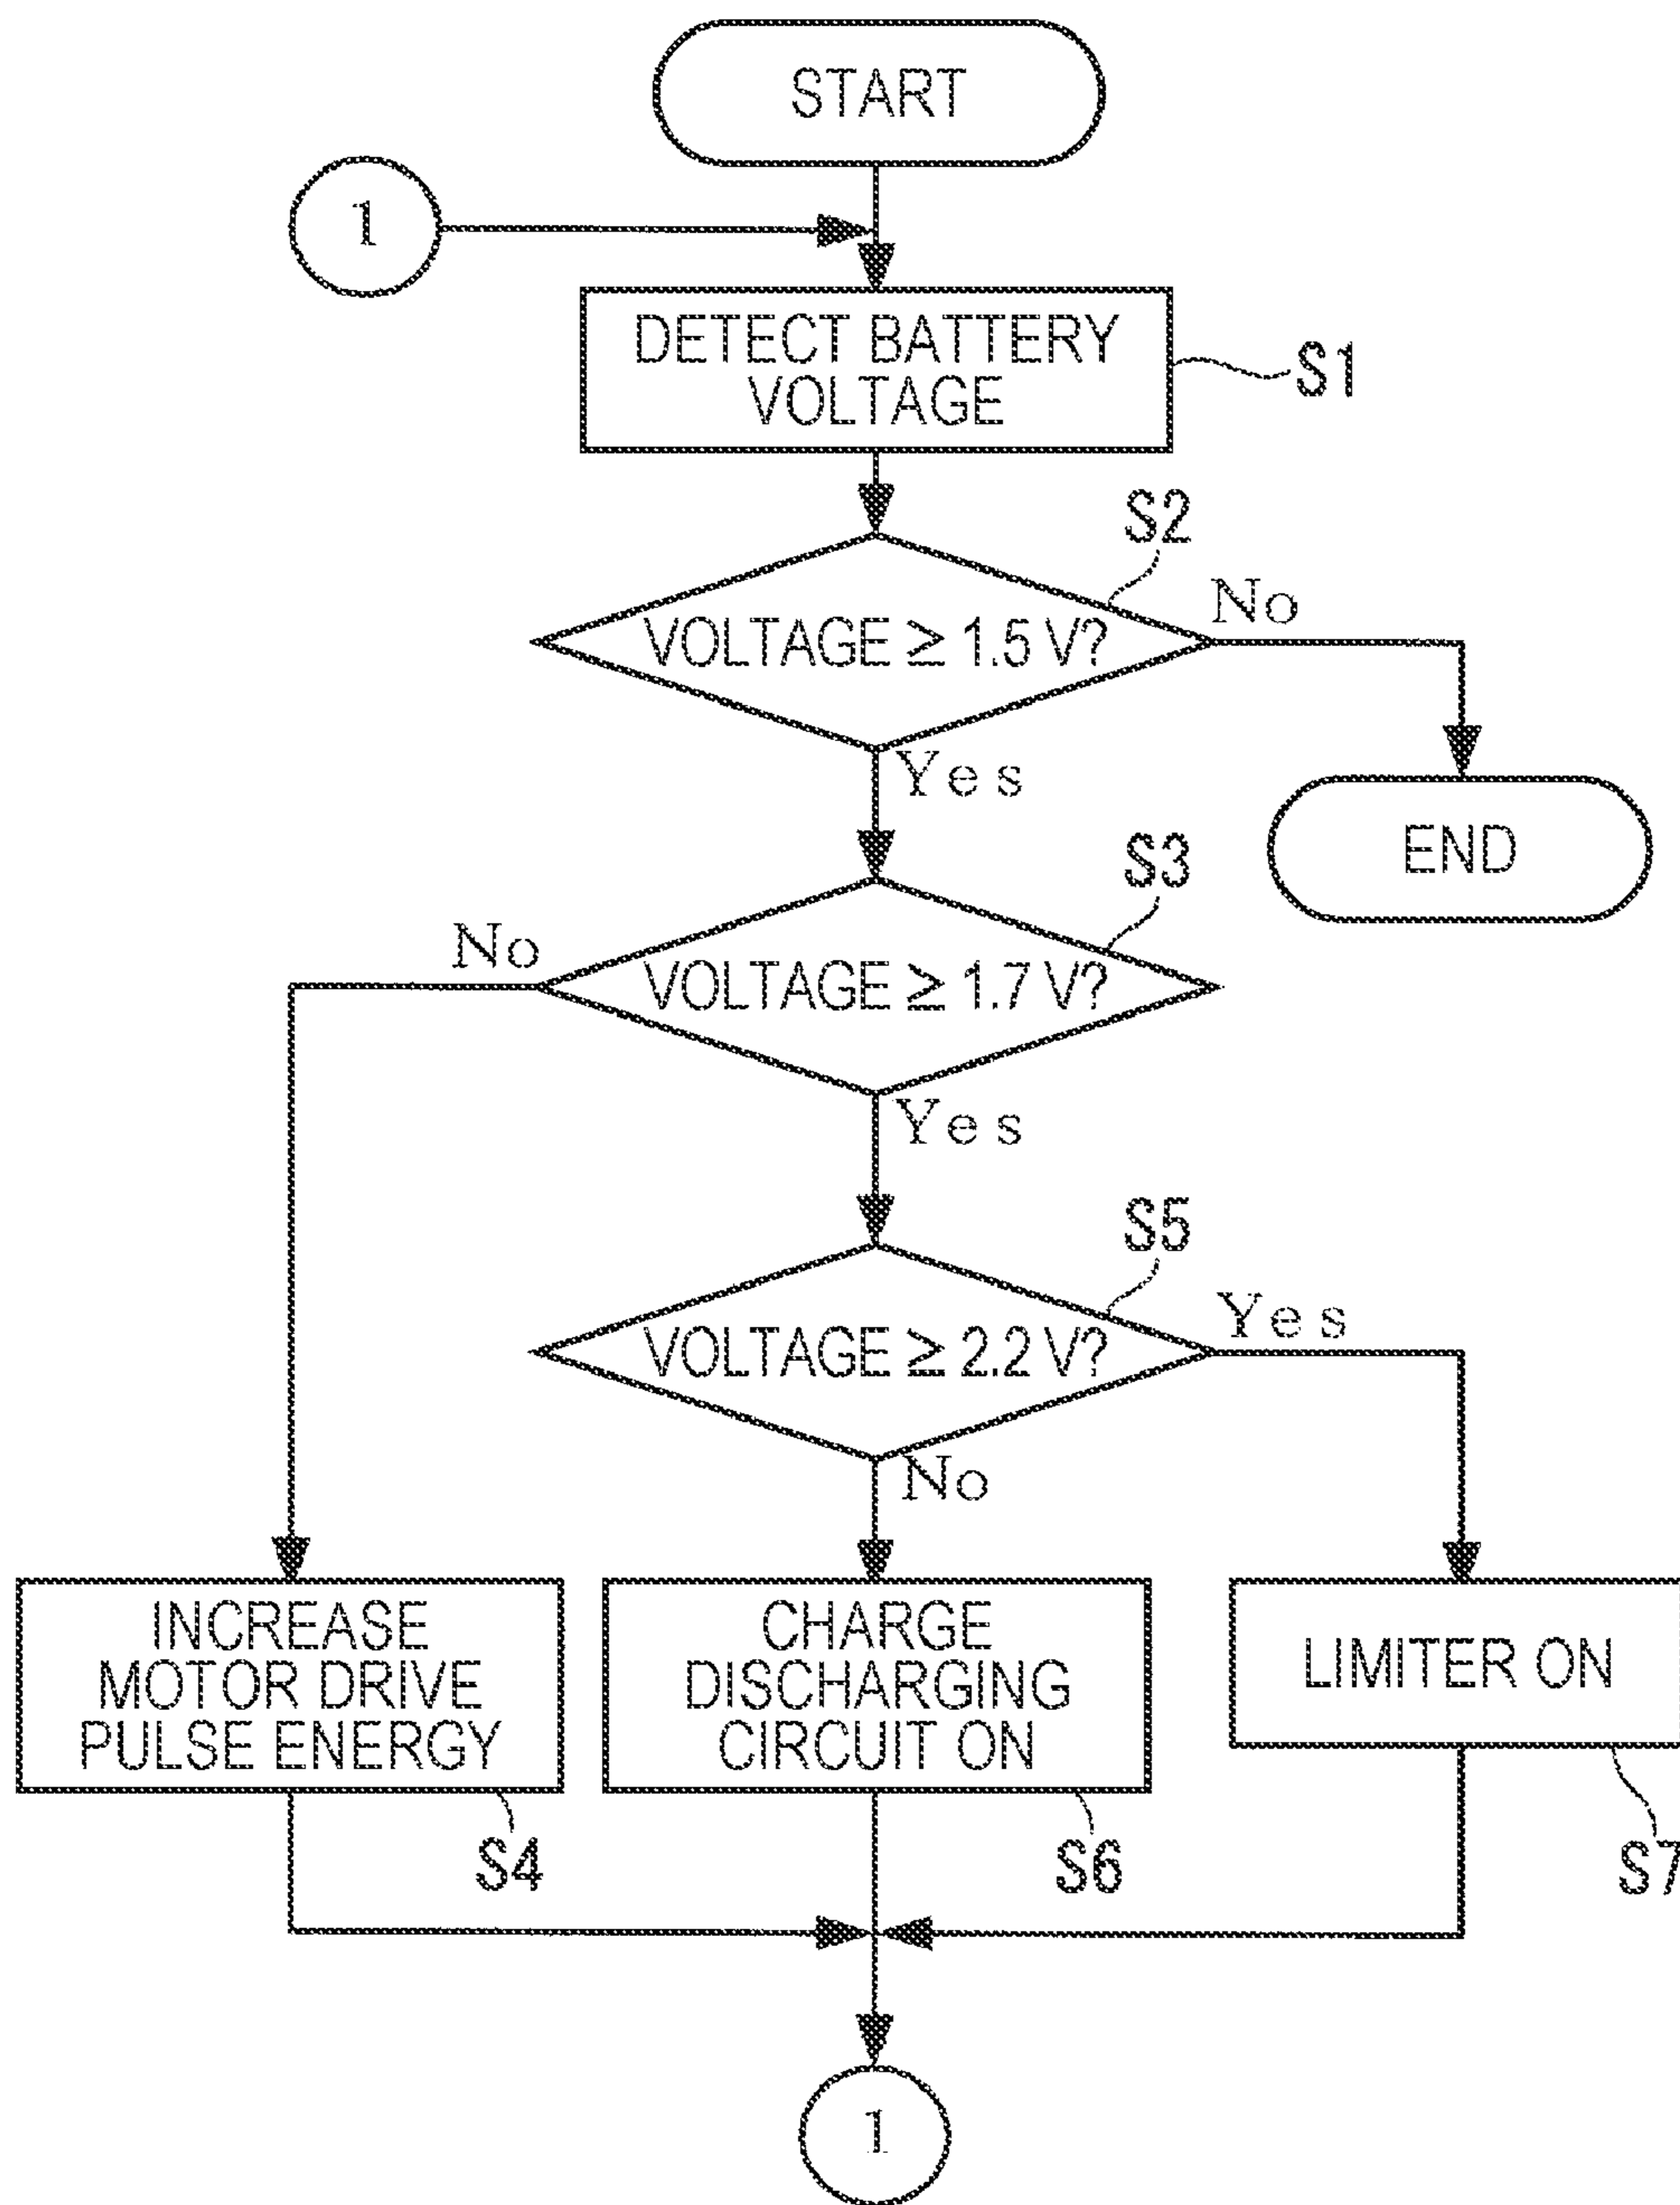 START
1
DETECT BATTERY
VOLTAGE
S1
S2
VOLTAGE ≧ 1.5 V?
No
Yes
END
S3
No
VOLTAGE ≧ 1.7 V?
Yes
S5
VOLTAGE ≧ 2.2 V?
Yes
No
INCREASE
MOTOR DRIVE
PULSE ENERGY
CHARGE
DISCHARGING
CIRCUIT ON
LIMITER ON
S4
S6
S7
1